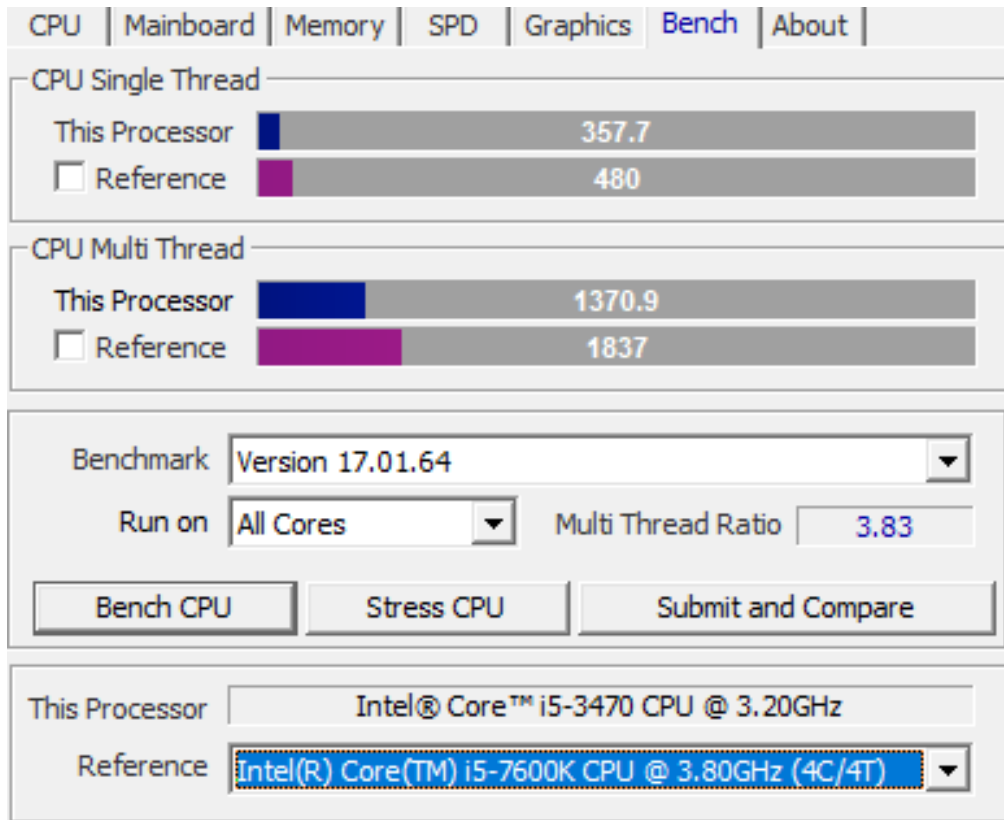 CPU Mainboard Memory SPD Graphics Bench About
CPU Single Thread
This Processor 357.7
Reference 480
CPU Multi Thread
This Processor 1370.9
Reference 1837
Benchmark Version 17.01.64
Run on All Cores Multi Thread Ratio 3.83
Bench CPU Stress CPU Submit and Compare
This Processor Intel® Core™ i5-3470 CPU @ 3.20GHz
Reference Intel(R) Core(TM) i5-7600K CPU @ 3.80GHz (4C/4T)